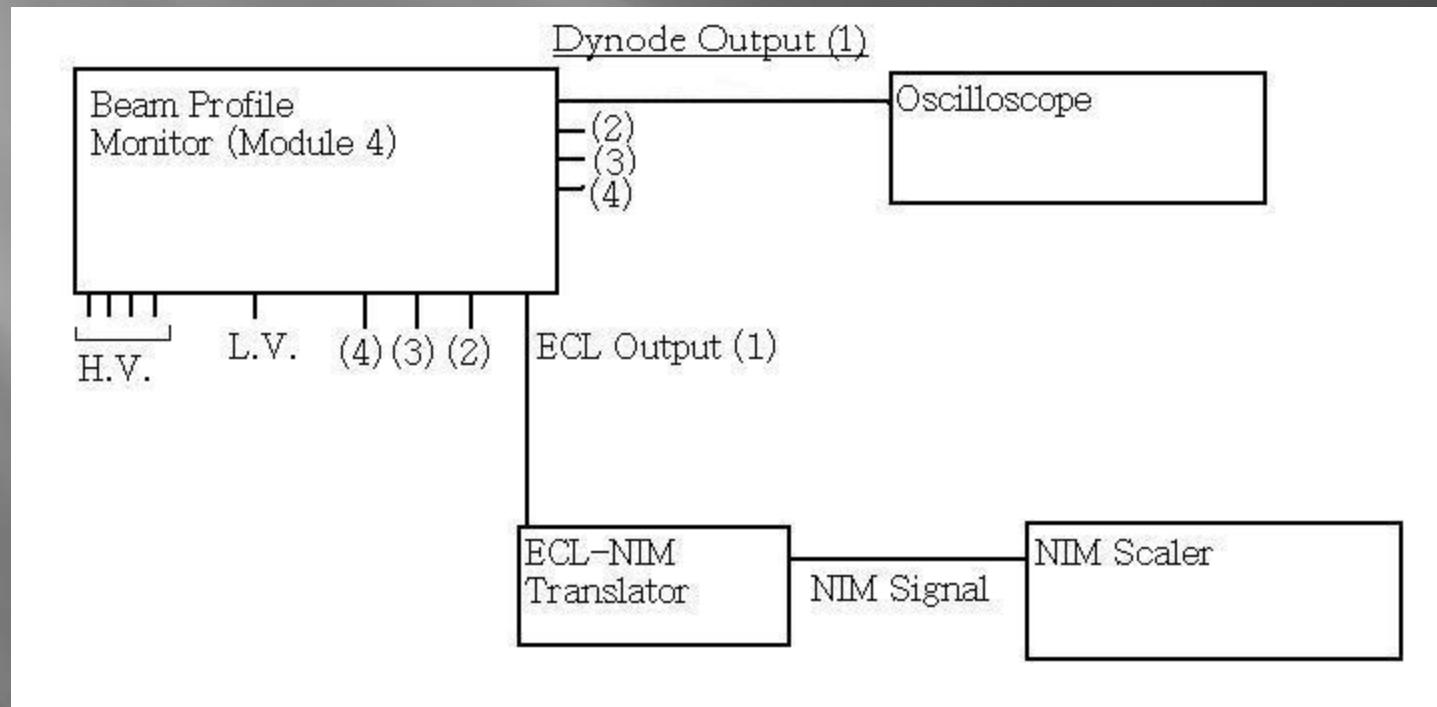 Dynode Output (1)
Beam Profile
Monitor (Module 4)
Oscilloscope
(2)
(3)
(4)
H.V.
L.V.
(4) (3) (2)
ECL Output (1)
ECL-NIM
Translator
NIM Signal
NIM Scaler